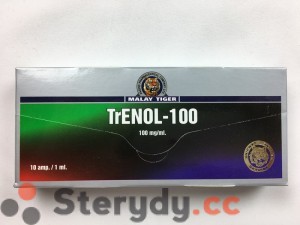 MALAY TIGER
TrENOL-100
100 mg/ml.
10 amp. / 1 ml.
Sterydy.cc